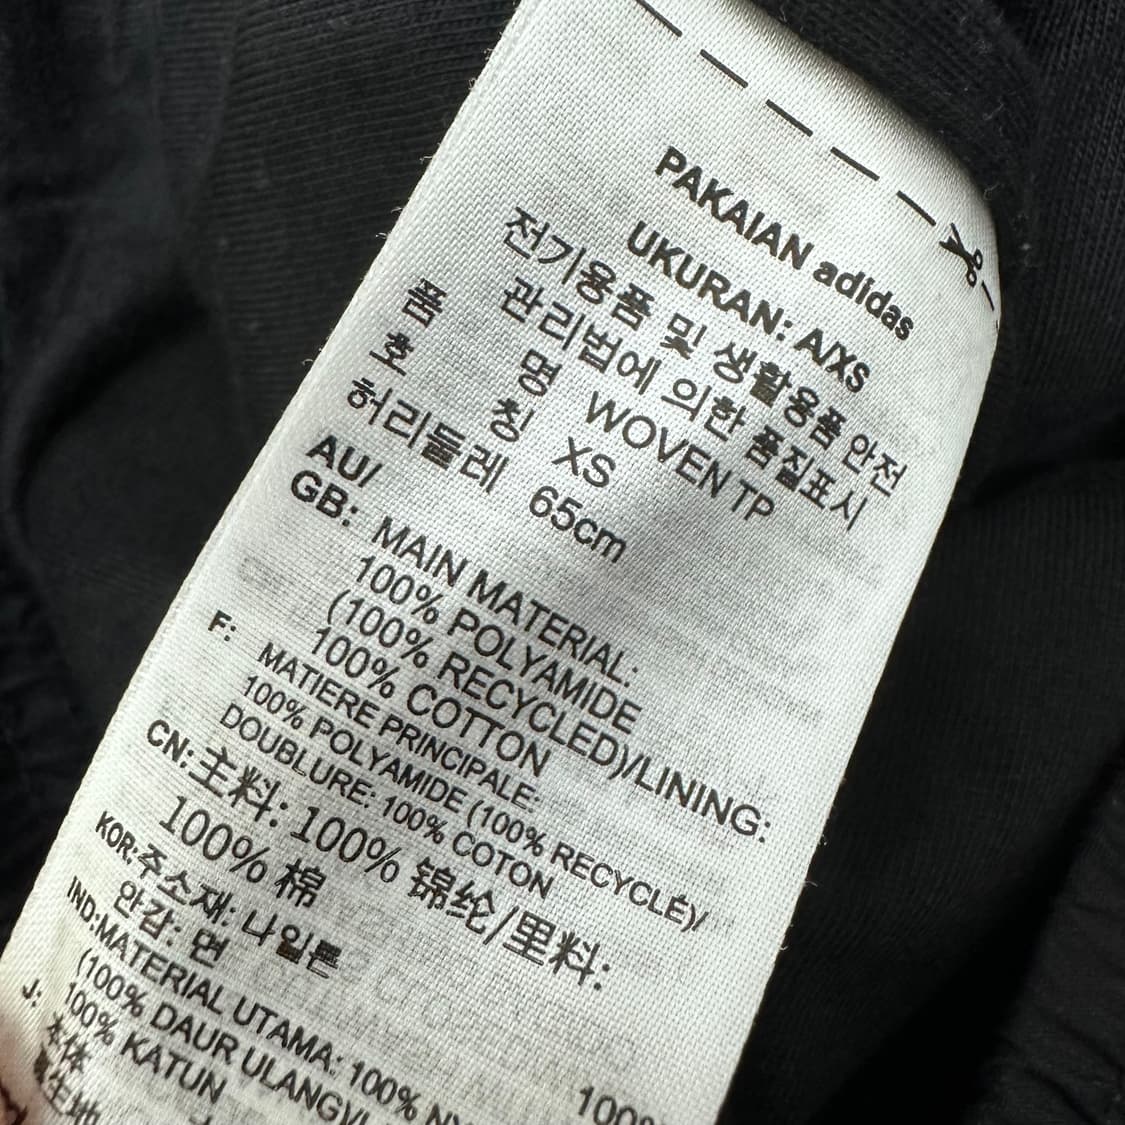 PAKAIAN adidas
UKURAN: A/XS
전기용품 및 생활용품 안전
관리법에 의한 품질표시
품 명 WOVEN TP
호 칭 XS
허리둘레 65cm
AU/
GB: MAIN MATERIAL:
100% POLYAMIDE
(100% RECYCLED)/LINING:
100% COTTON
F: MATIERE PRINCIPALE:
100% POLYAMIDE (100% RECYCLÉ)/
DOUBLURE: 100% COTON
CN: 主料: 100% 锦纶/里料:
100% 棉
KOR: 주소재: 나일론
안감: 면
IND: MATERIAL UTAMA: 100%
(100% DAUR ULANG)/
100% KATUN
J: 本体 100%
裏生地